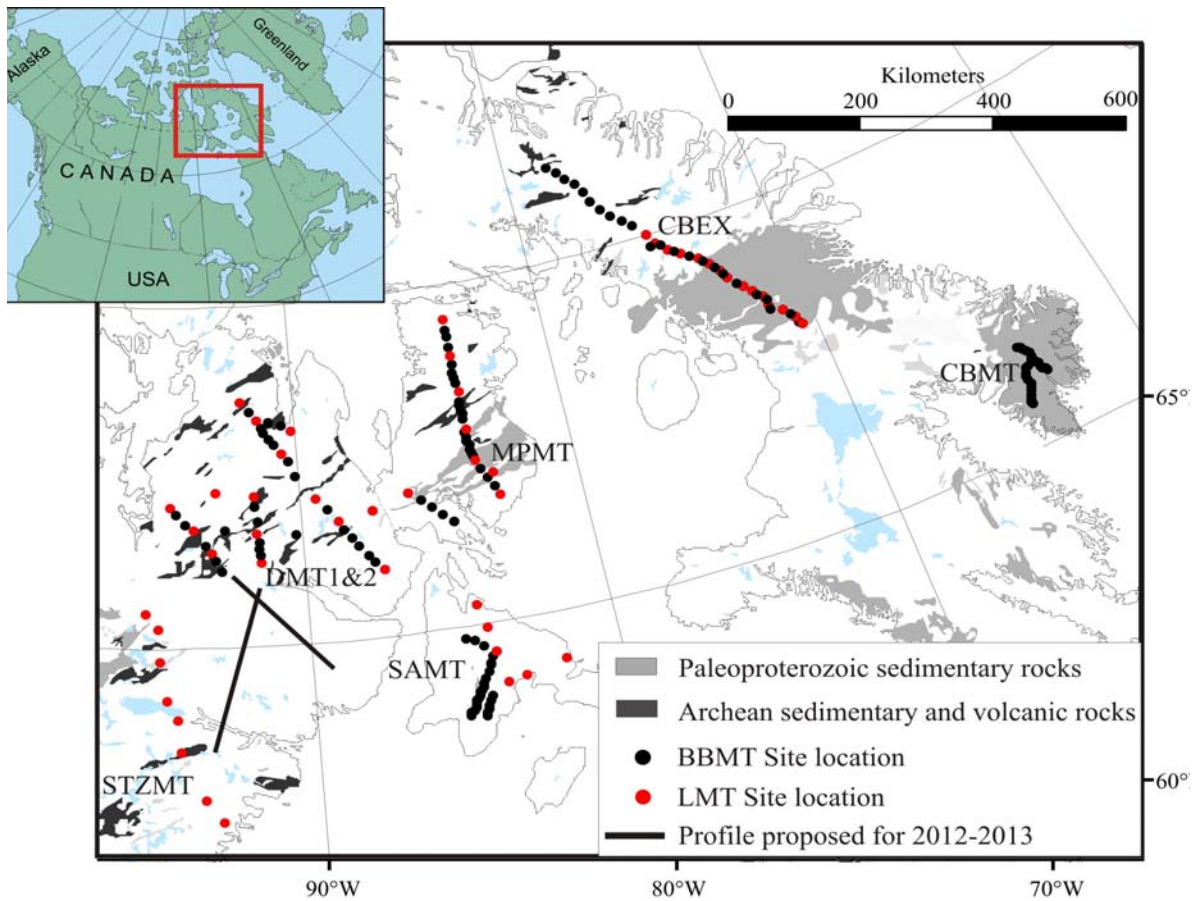 Alaska
Greenland
CANADA
USA
Kilometers
0 200 400 600
CBEX
CBMT
65°
MPMT
DMT1&2
SAMT
STZMT
Paleoproterozoic sedimentary rocks
Archean sedimentary and volcanic rocks
BBMT Site location
LMT Site location
Profile proposed for 2012-2013
60°
90°W 80°W 70°W